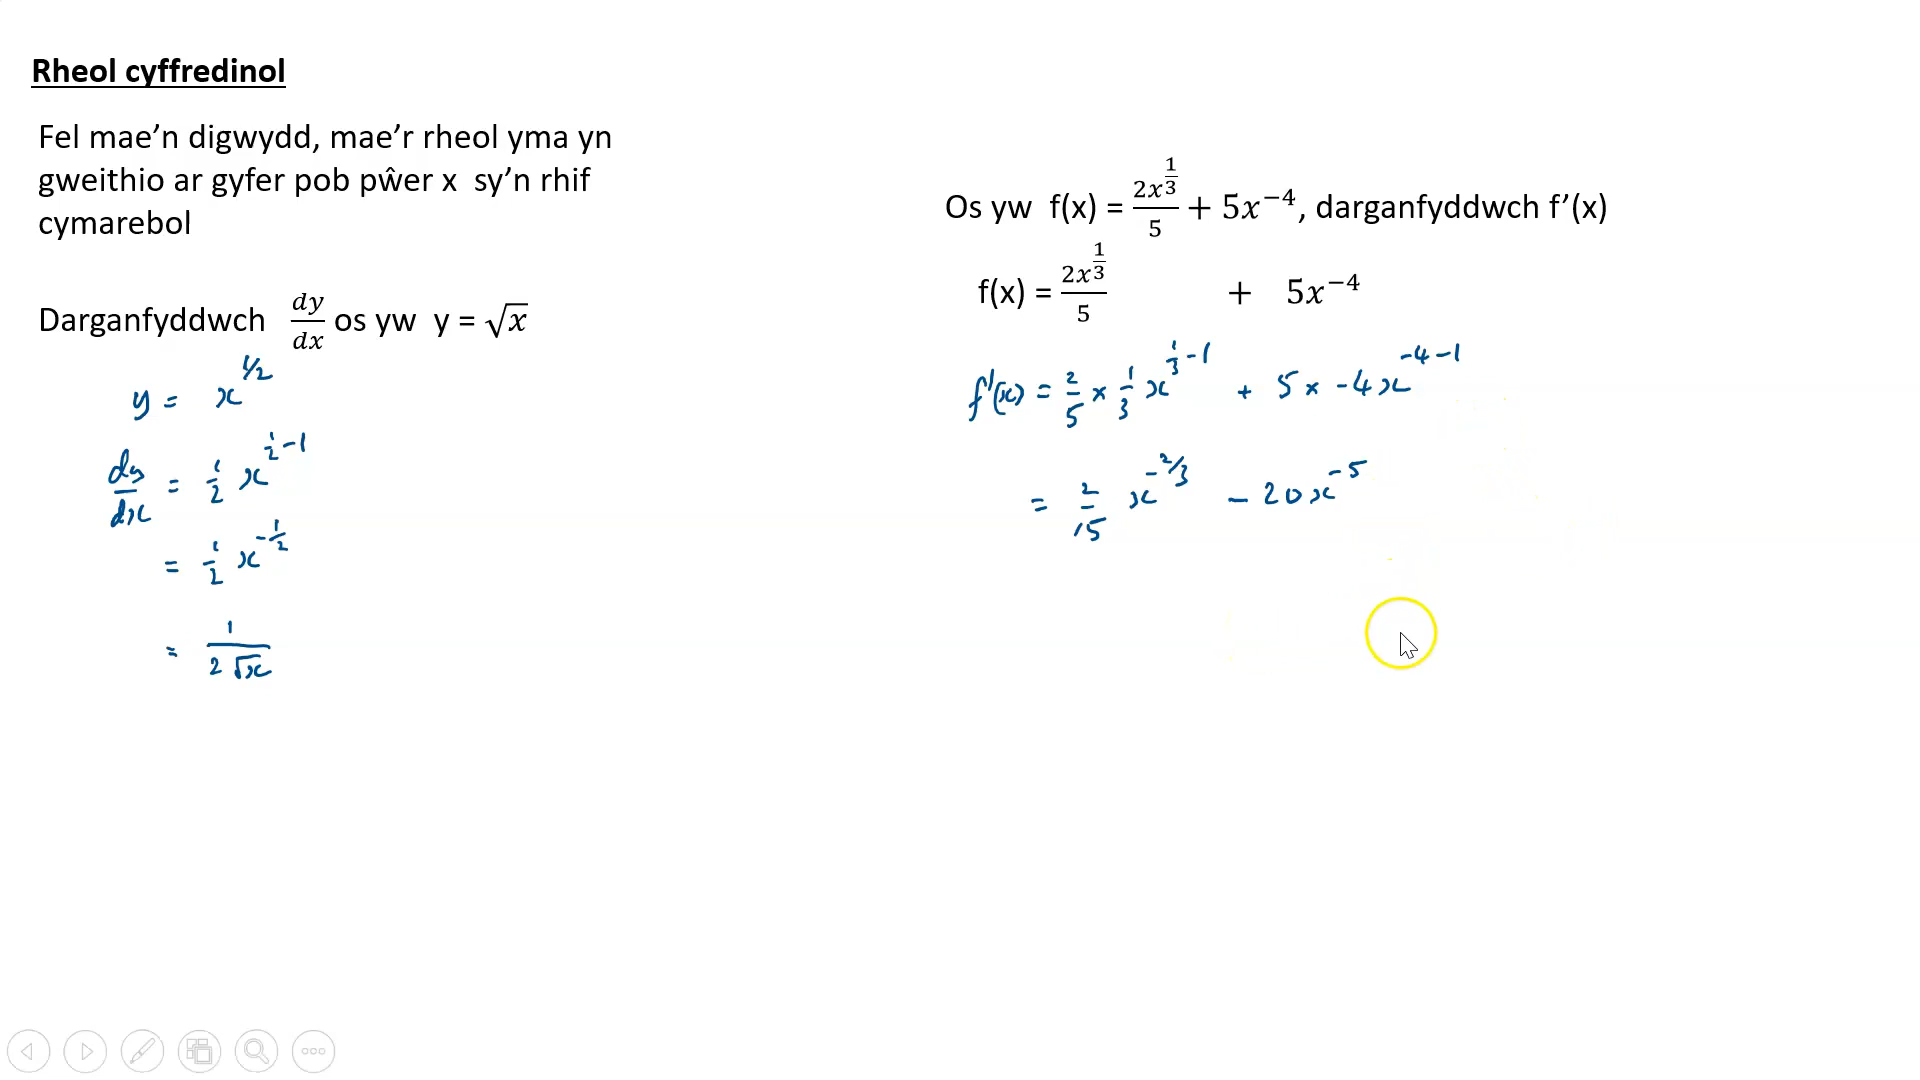 Rheol cyffredinol
Fel mae’n digwydd, mae’r rheol yma yn
gweithio ar gyfer pob pŵer x sy’n rhif
cymarebol
Darganfyddwch dy/dx os yw y = √x
y = x^{1/2}
dy/dx = 1/2 x^{1/2 - 1}
= 1/2 x^{-1/2}
= 1/(2√x)
Os yw f(x) = 2x^{1/3}/5 + 5x^{−4}, darganfyddwch f’(x)
f(x) = 2x^{1/3}/5 + 5x^{−4}
f'(x) = 2/5 × 1/3 x^{1/3 - 1} + 5 × -4x^{-4-1}
= 2/15 x^{-2/3} - 20x^{-5}